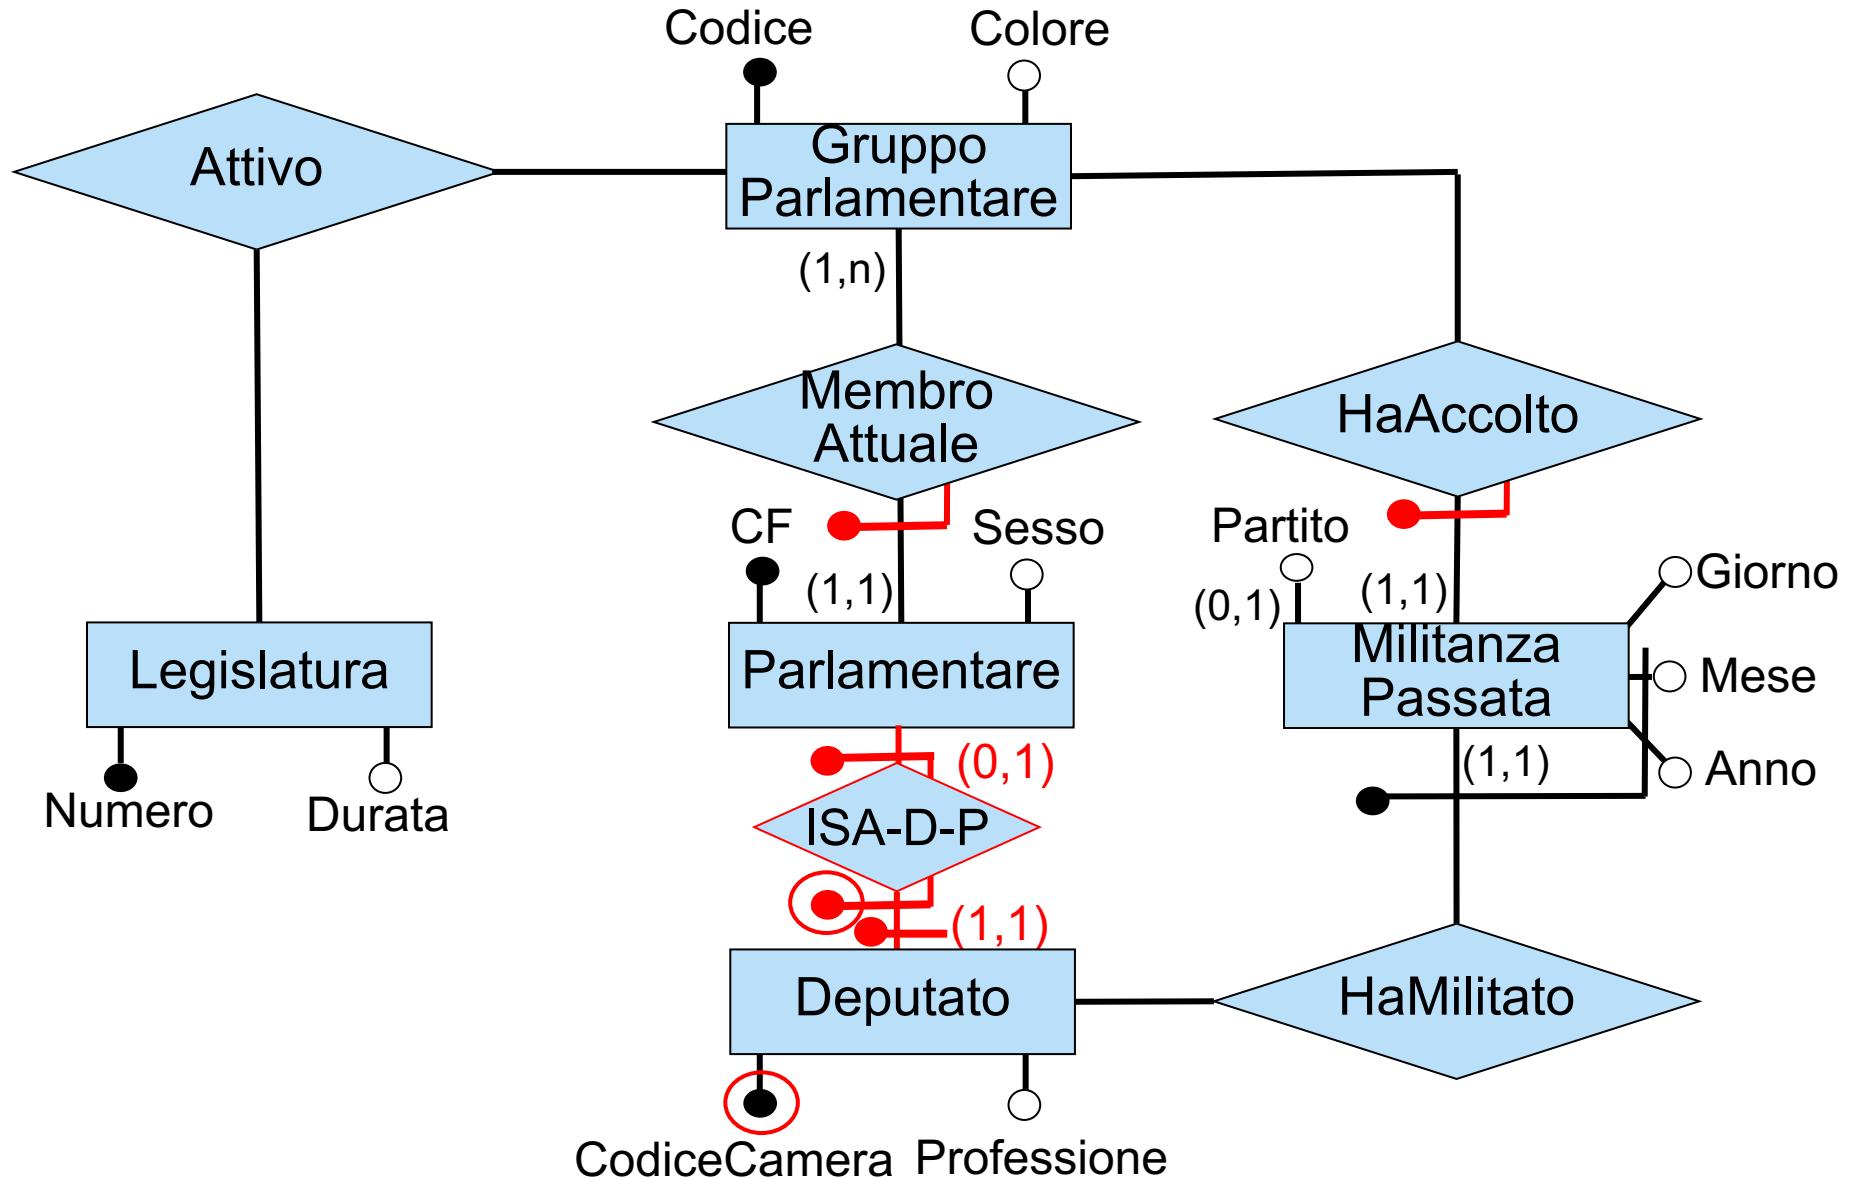 Codice
Colore
Attivo
Gruppo
Parlamentare
(1,n)
Membro
Attuale
HaAccolto
CF
Sesso
Partito
(1,1)
(0,1)
(1,1)
Giorno
Legislatura
Parlamentare
Militanza
Passata
Mese
(0,1)
(1,1)
Anno
Numero
Durata
ISA-D-P
(1,1)
Deputato
HaMilitato
CodiceCamera
Professione